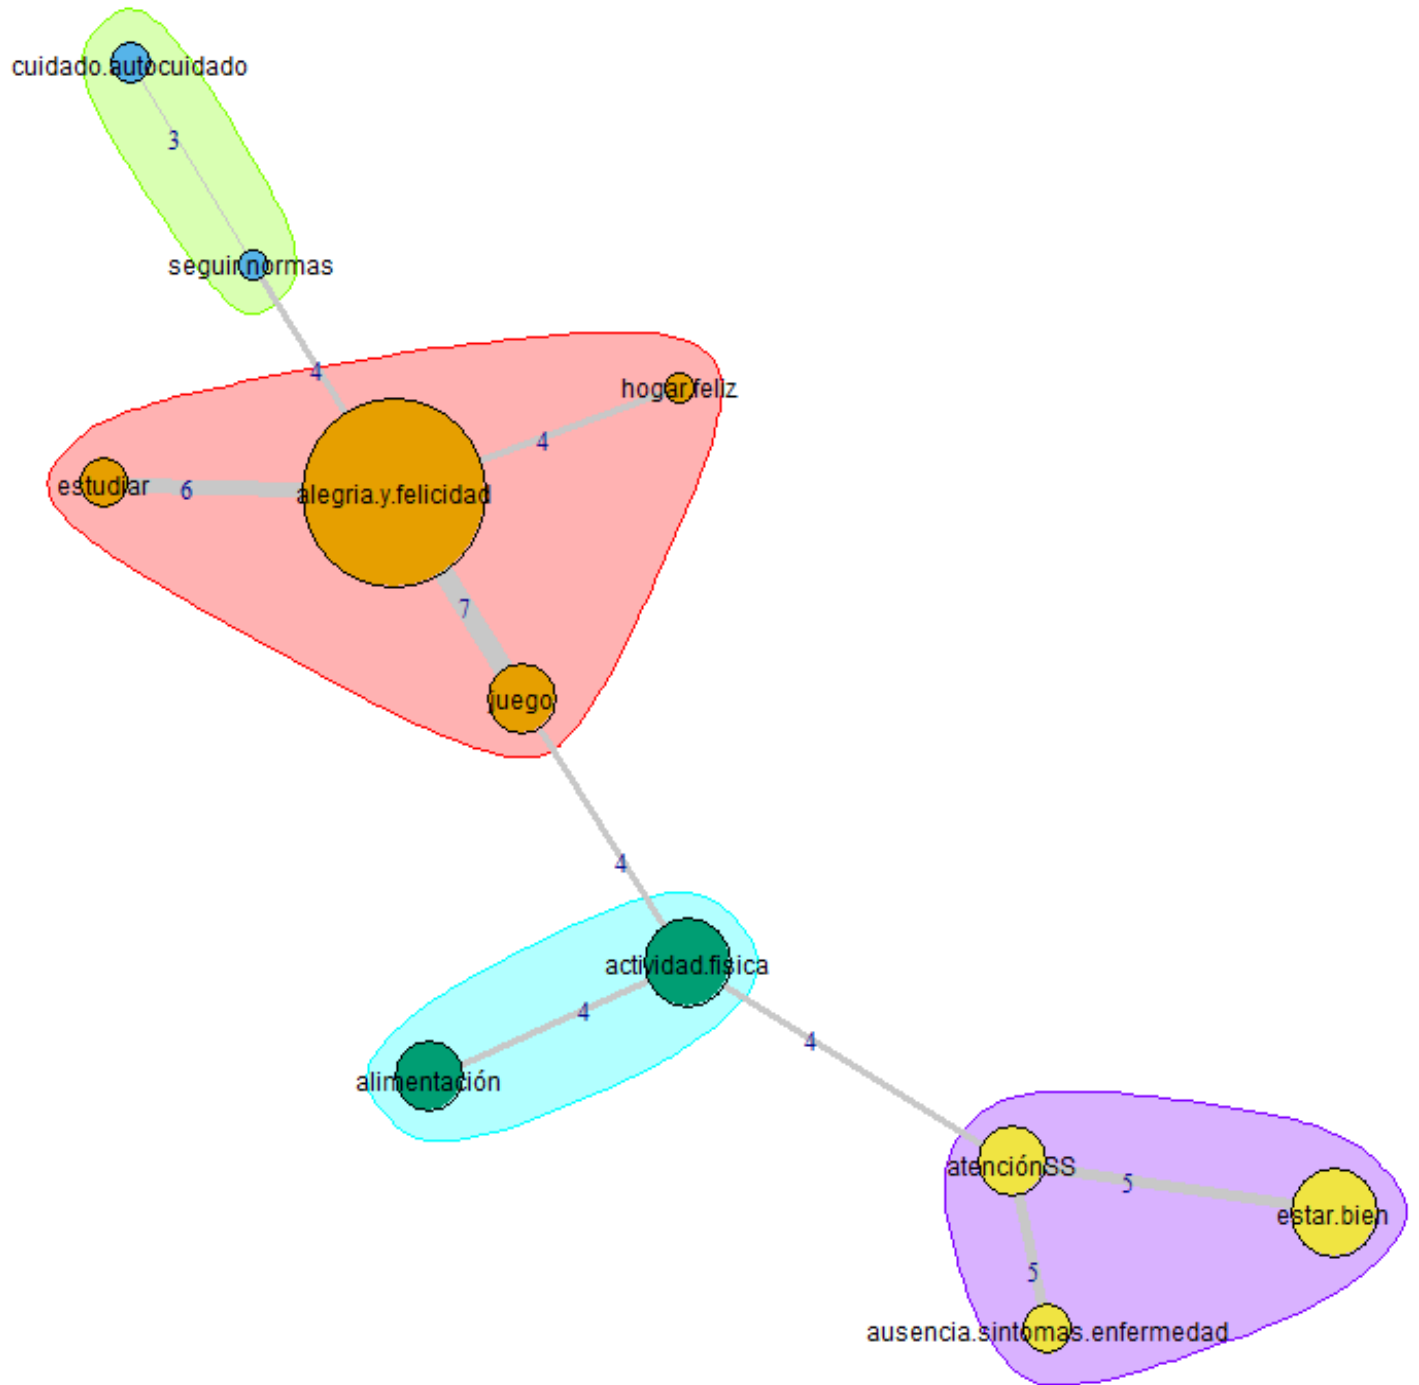 cuidado.autocuidado
3
seguir.normas
4
hogar.feliz
4
estudiar
6
alegria.y.felicidad
7
juego
4
actividad.fisica
4
alimentación
4
atenciónSS
5
estar.bien
5
ausencia.sintomas.enfermedad